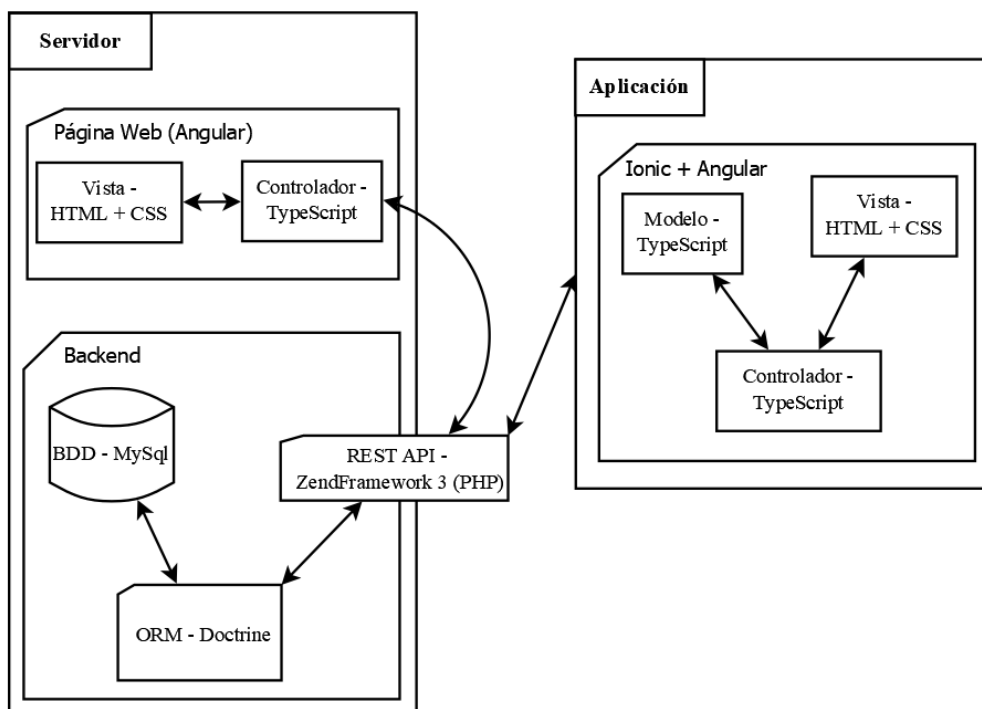 Servidor
Página Web (Angular)
Vista -
HTML + CSS
Controlador -
TypeScript
Backend
BDD - MySql
REST API -
ZendFramework 3 (PHP)
ORM - Doctrine
Aplicación
Ionic + Angular
Modelo -
TypeScript
Vista -
HTML + CSS
Controlador -
TypeScript